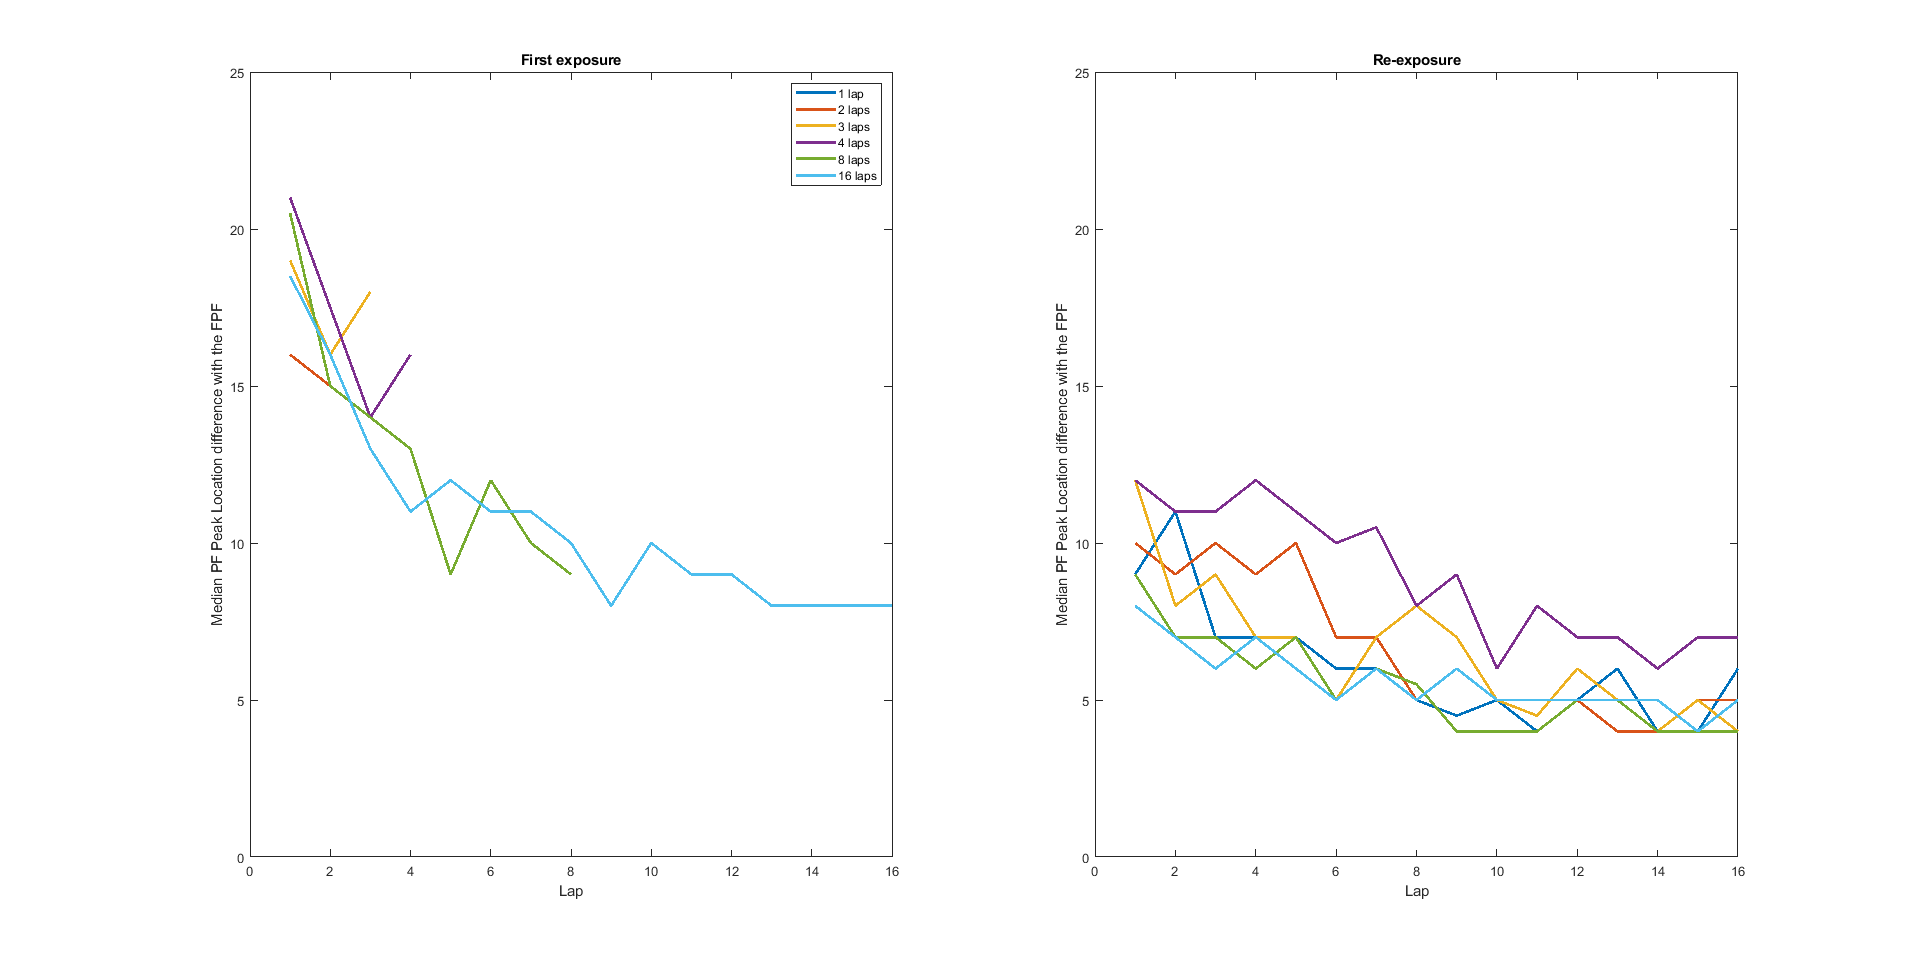 First exposure
25
20
15
10
5
0
0 2 4 6 8 10 12 14 16
Lap
Median PF Peak Location difference with the FPF
1 lap
2 laps
3 laps
4 laps
8 laps
16 laps
Re-exposure
25
20
15
10
5
0
0 2 4 6 8 10 12 14 16
Lap
Median PF Peak Location difference with the FPF